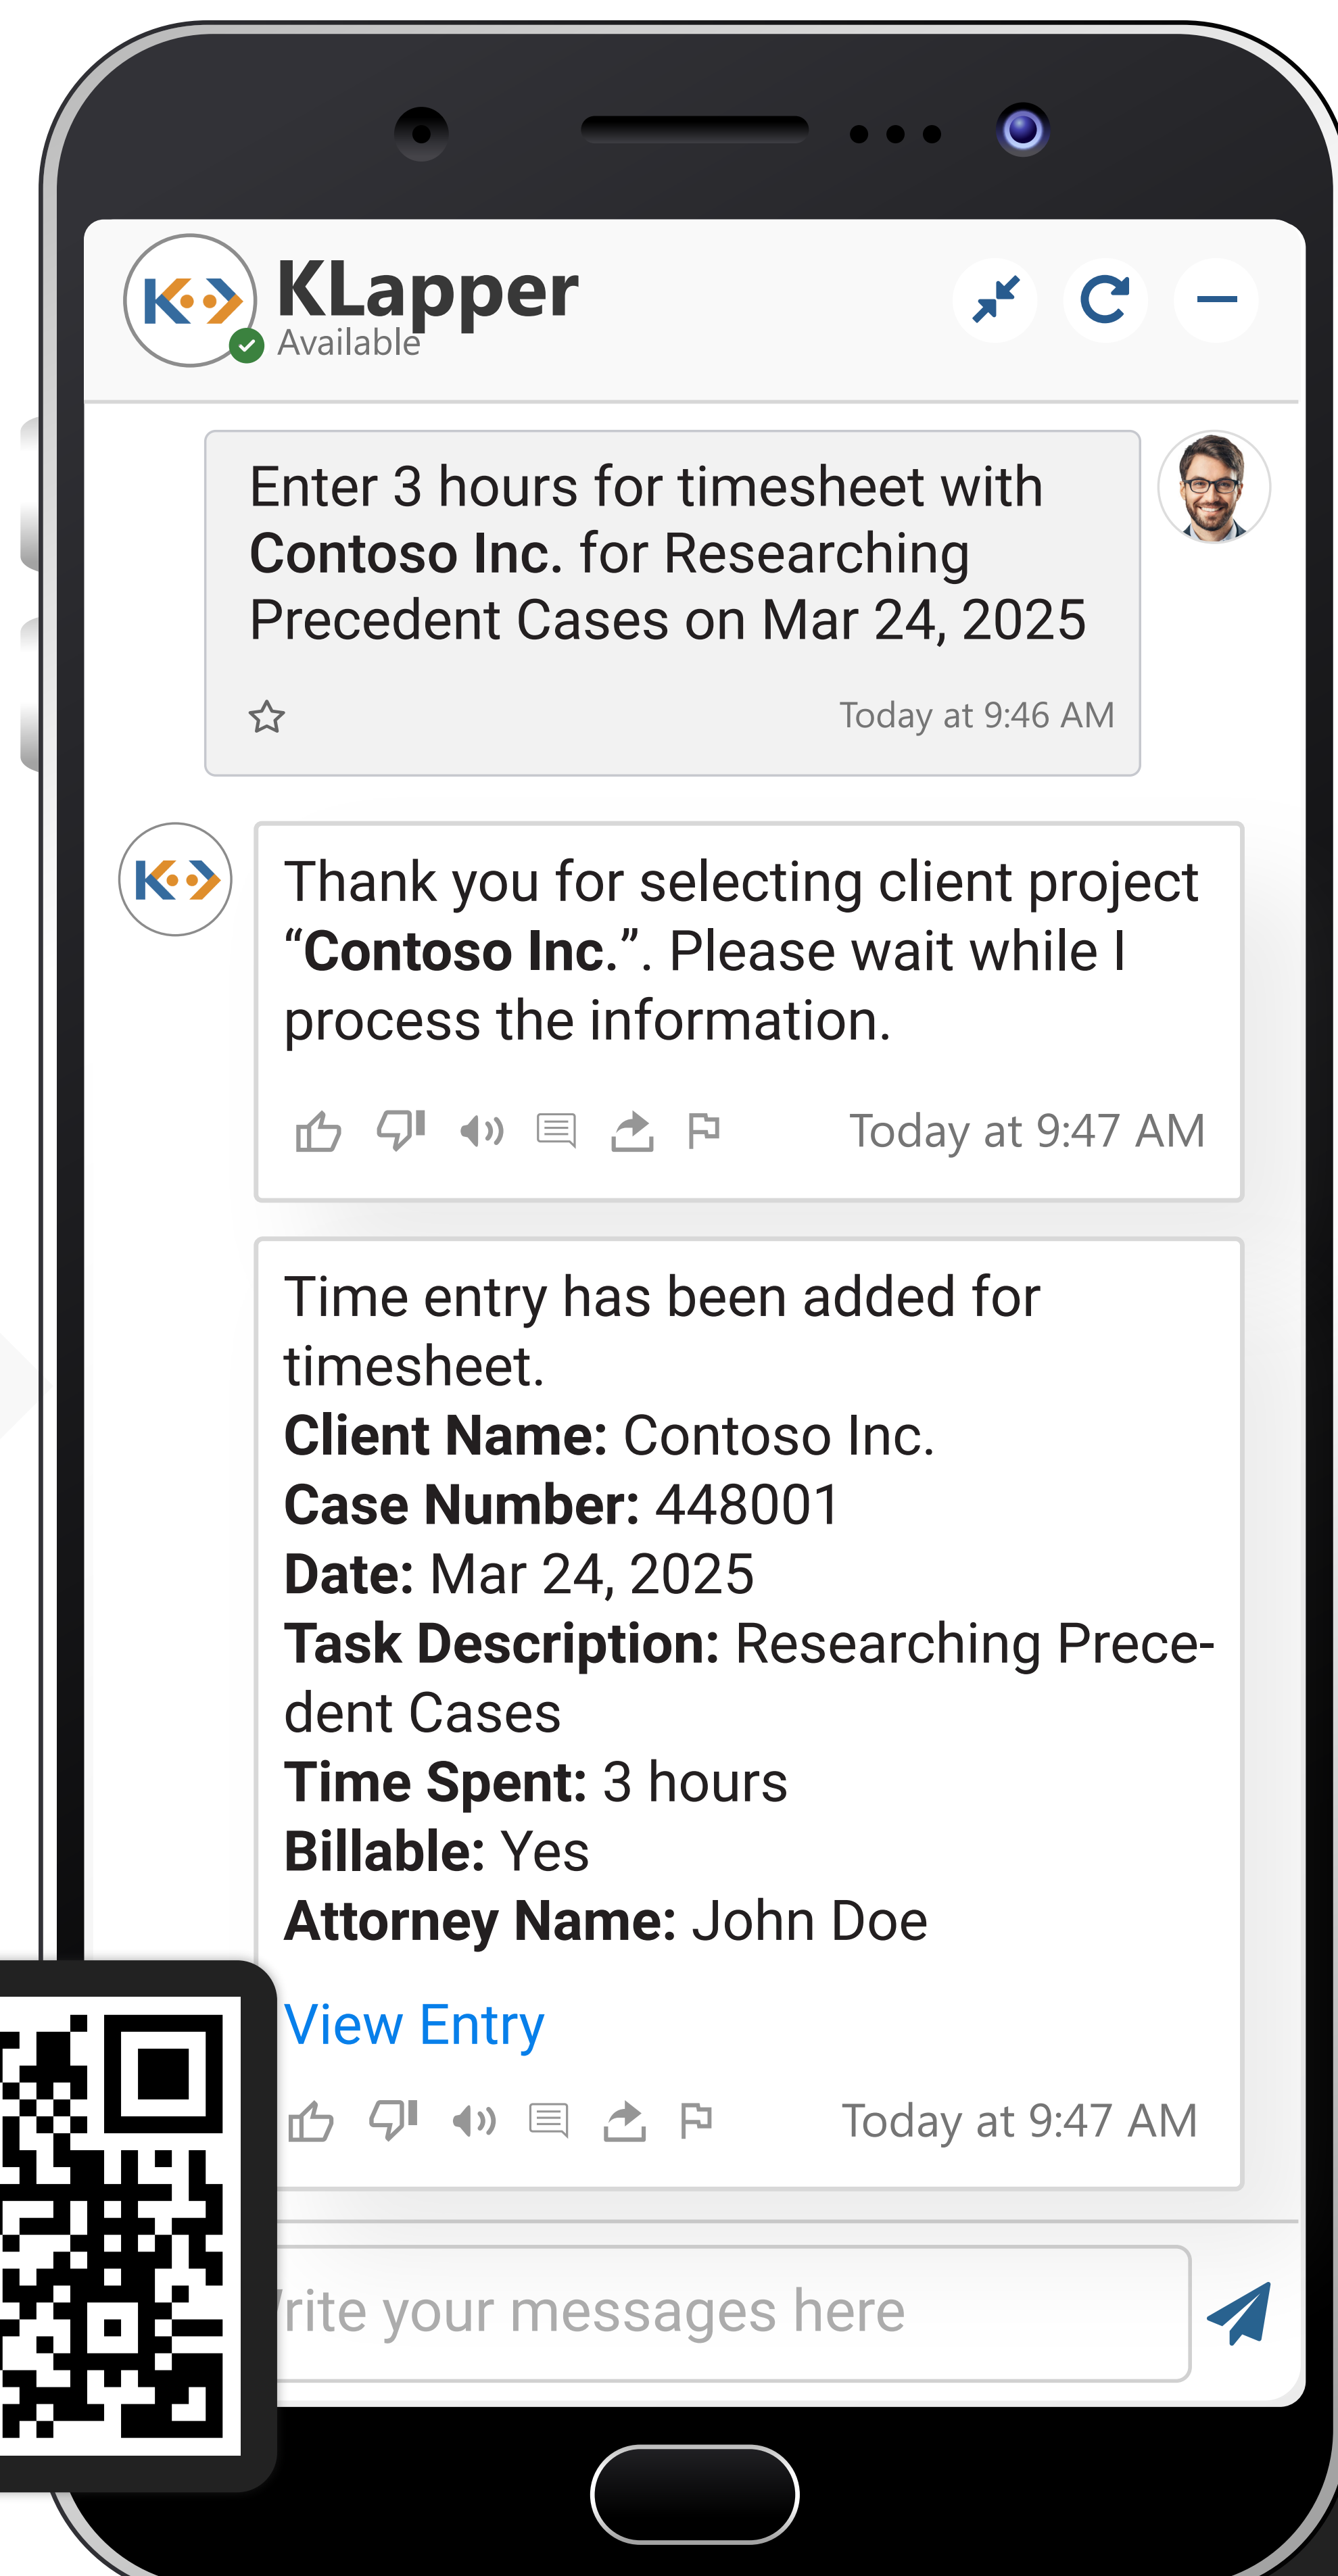 KLapper
Available
Enter 3 hours for timesheet with
Contoso Inc. for Researching
Precedent Cases on Mar 24, 2025
Today at 9:46 AM
Thank you for selecting client project
“Contoso Inc.”. Please wait while I
process the information.
Today at 9:47 AM
Time entry has been added for
timesheet.
Client Name: Contoso Inc.
Case Number: 448001
Date: Mar 24, 2025
Task Description: Researching Prece-
dent Cases
Time Spent: 3 hours
Billable: Yes
Attorney Name: John Doe
View Entry
Today at 9:47 AM
rite your messages here